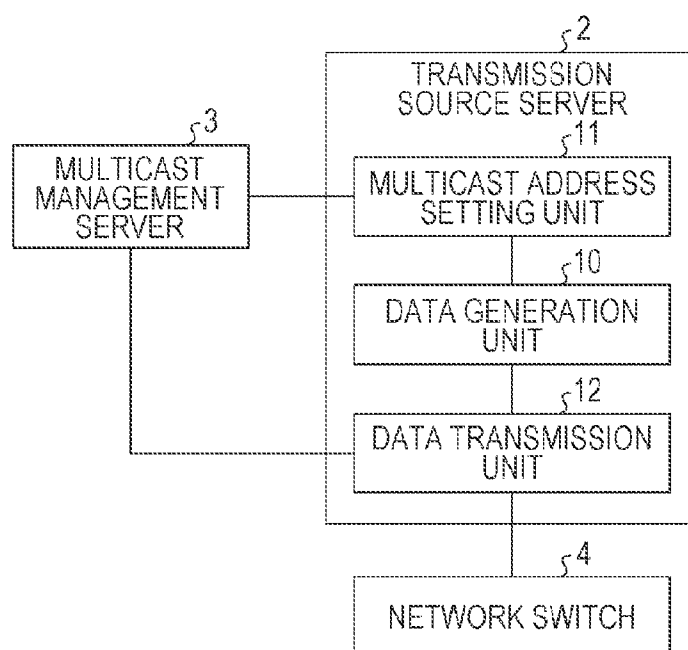 2
TRANSMISSION
SOURCE SERVER
3
MULTICAST
MANAGEMENT
SERVER
11
MULTICAST ADDRESS
SETTING UNIT
10
DATA GENERATION
UNIT
12
DATA TRANSMISSION
UNIT
4
NETWORK SWITCH